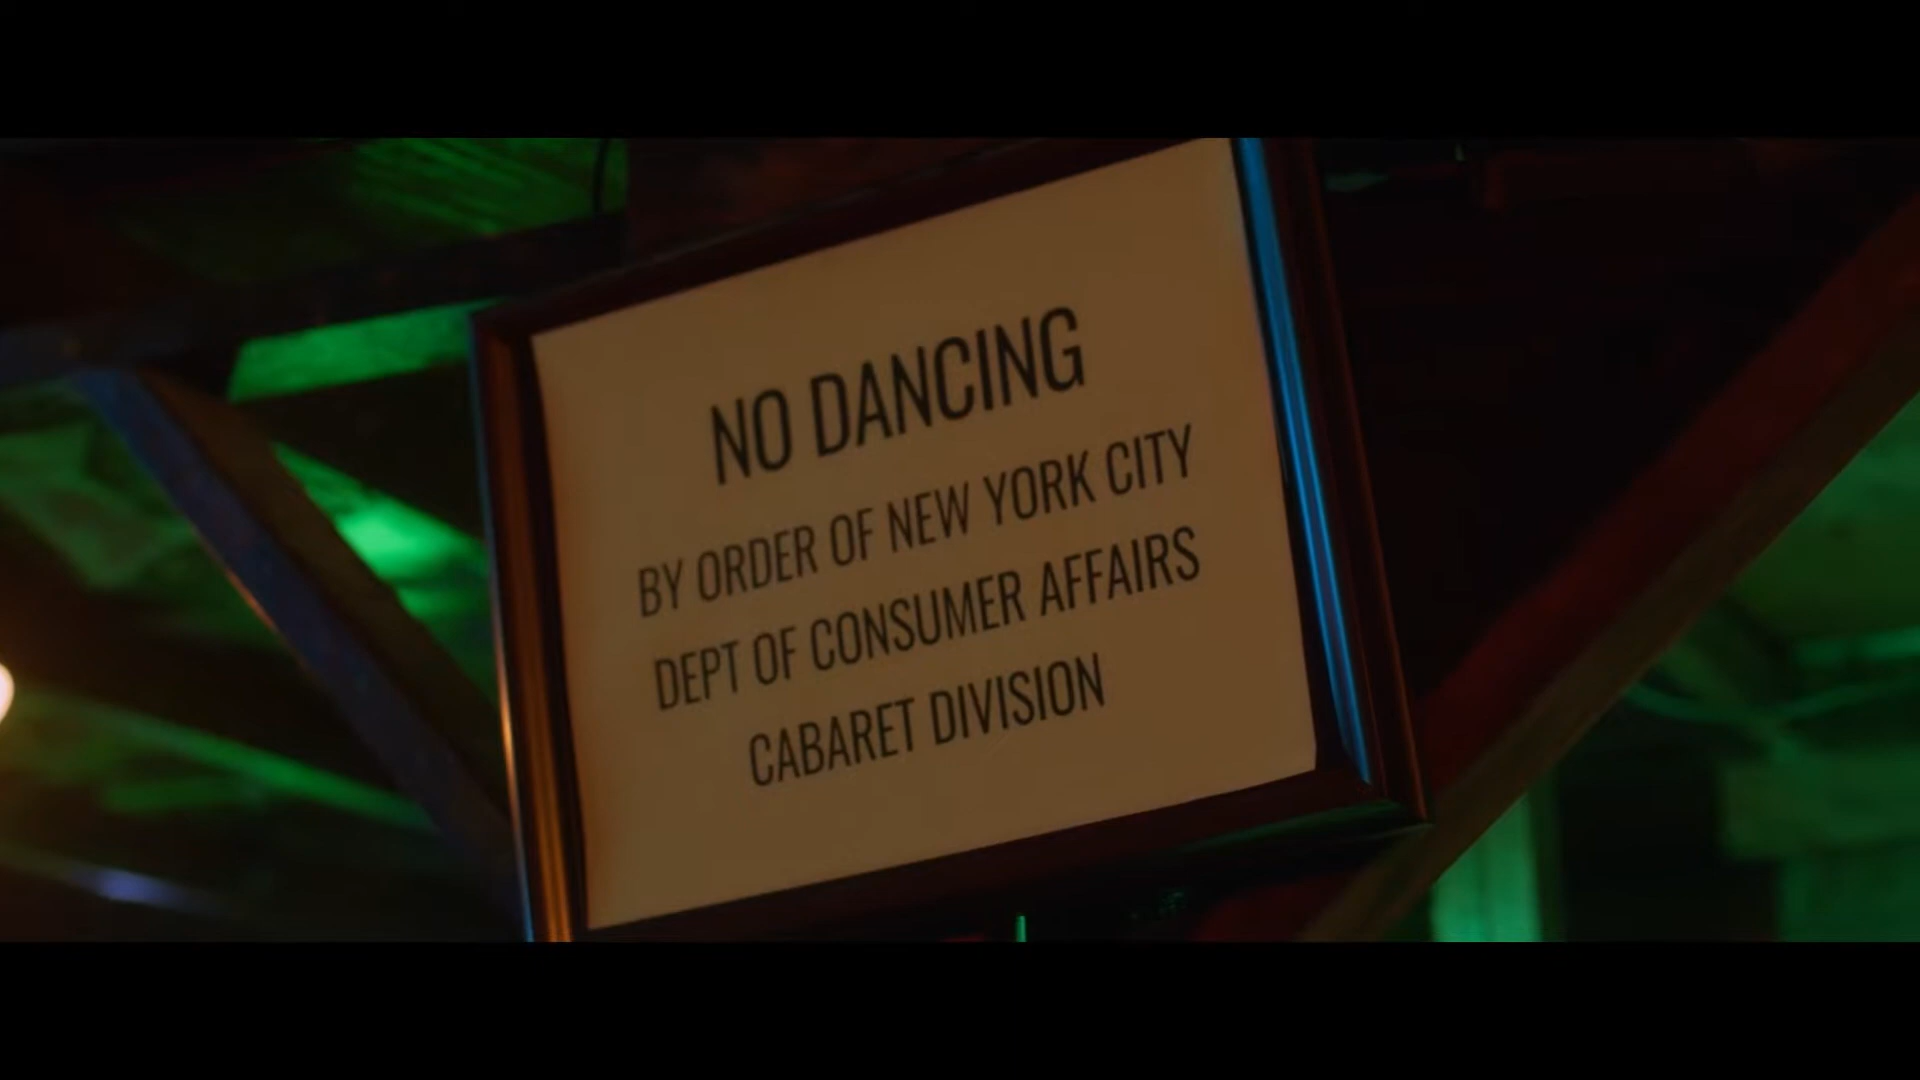 NO DANCING
BY ORDER OF NEW YORK CITY
DEPT OF CONSUMER AFFAIRS
CABARET DIVISION